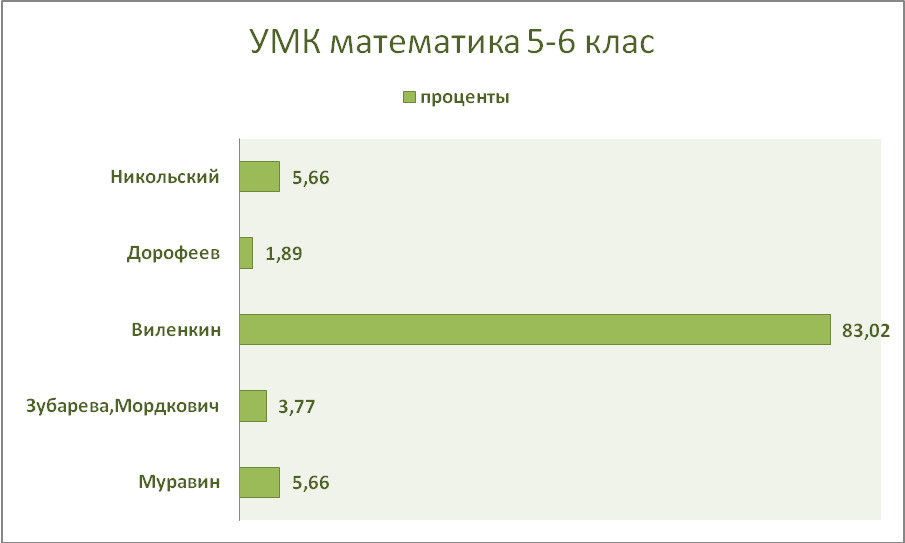 УМК математика 5-6 клас
проценты
Никольский 5,66
Дорофеев 1,89
Виленкин 83,02
Зубарева,Мордкович 3,77
Муравин 5,66